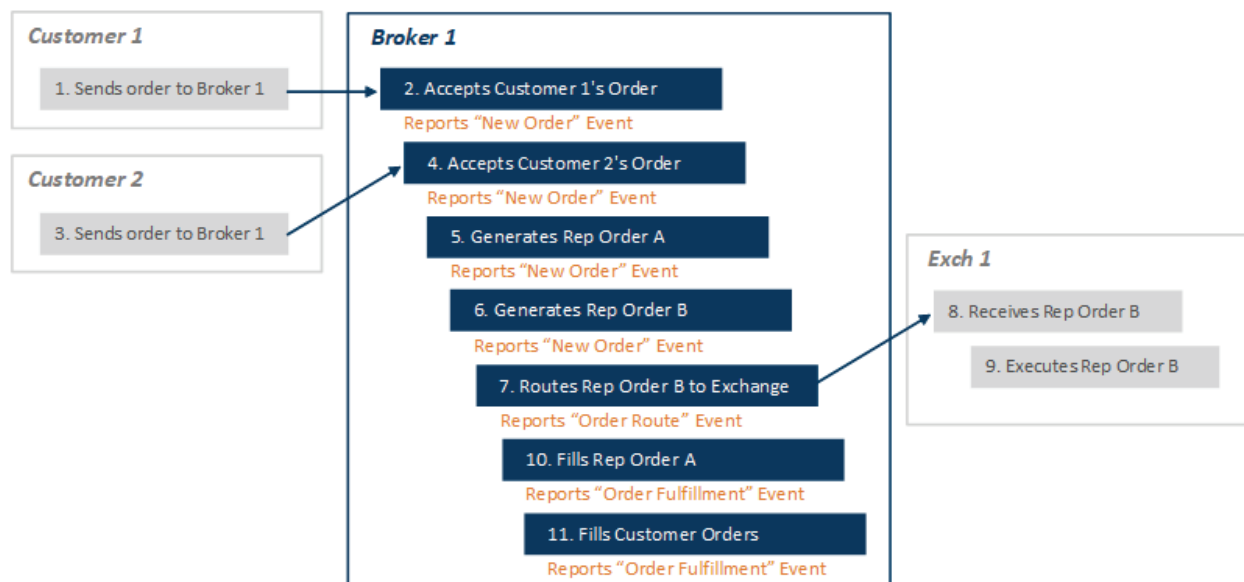 Customer 1
1. Sends order to Broker 1
Customer 2
3. Sends order to Broker 1
Broker 1
2. Accepts Customer 1's Order
Reports “New Order” Event
4. Accepts Customer 2's Order
Reports “New Order” Event
5. Generates Rep Order A
Reports “New Order” Event
6. Generates Rep Order B
Reports “New Order” Event
7. Routes Rep Order B to Exchange
Reports “Order Route” Event
10. Fills Rep Order A
Reports “Order Fulfillment” Event
11. Fills Customer Orders
Reports “Order Fulfillment” Event
Exch 1
8. Receives Rep Order B
9. Executes Rep Order B